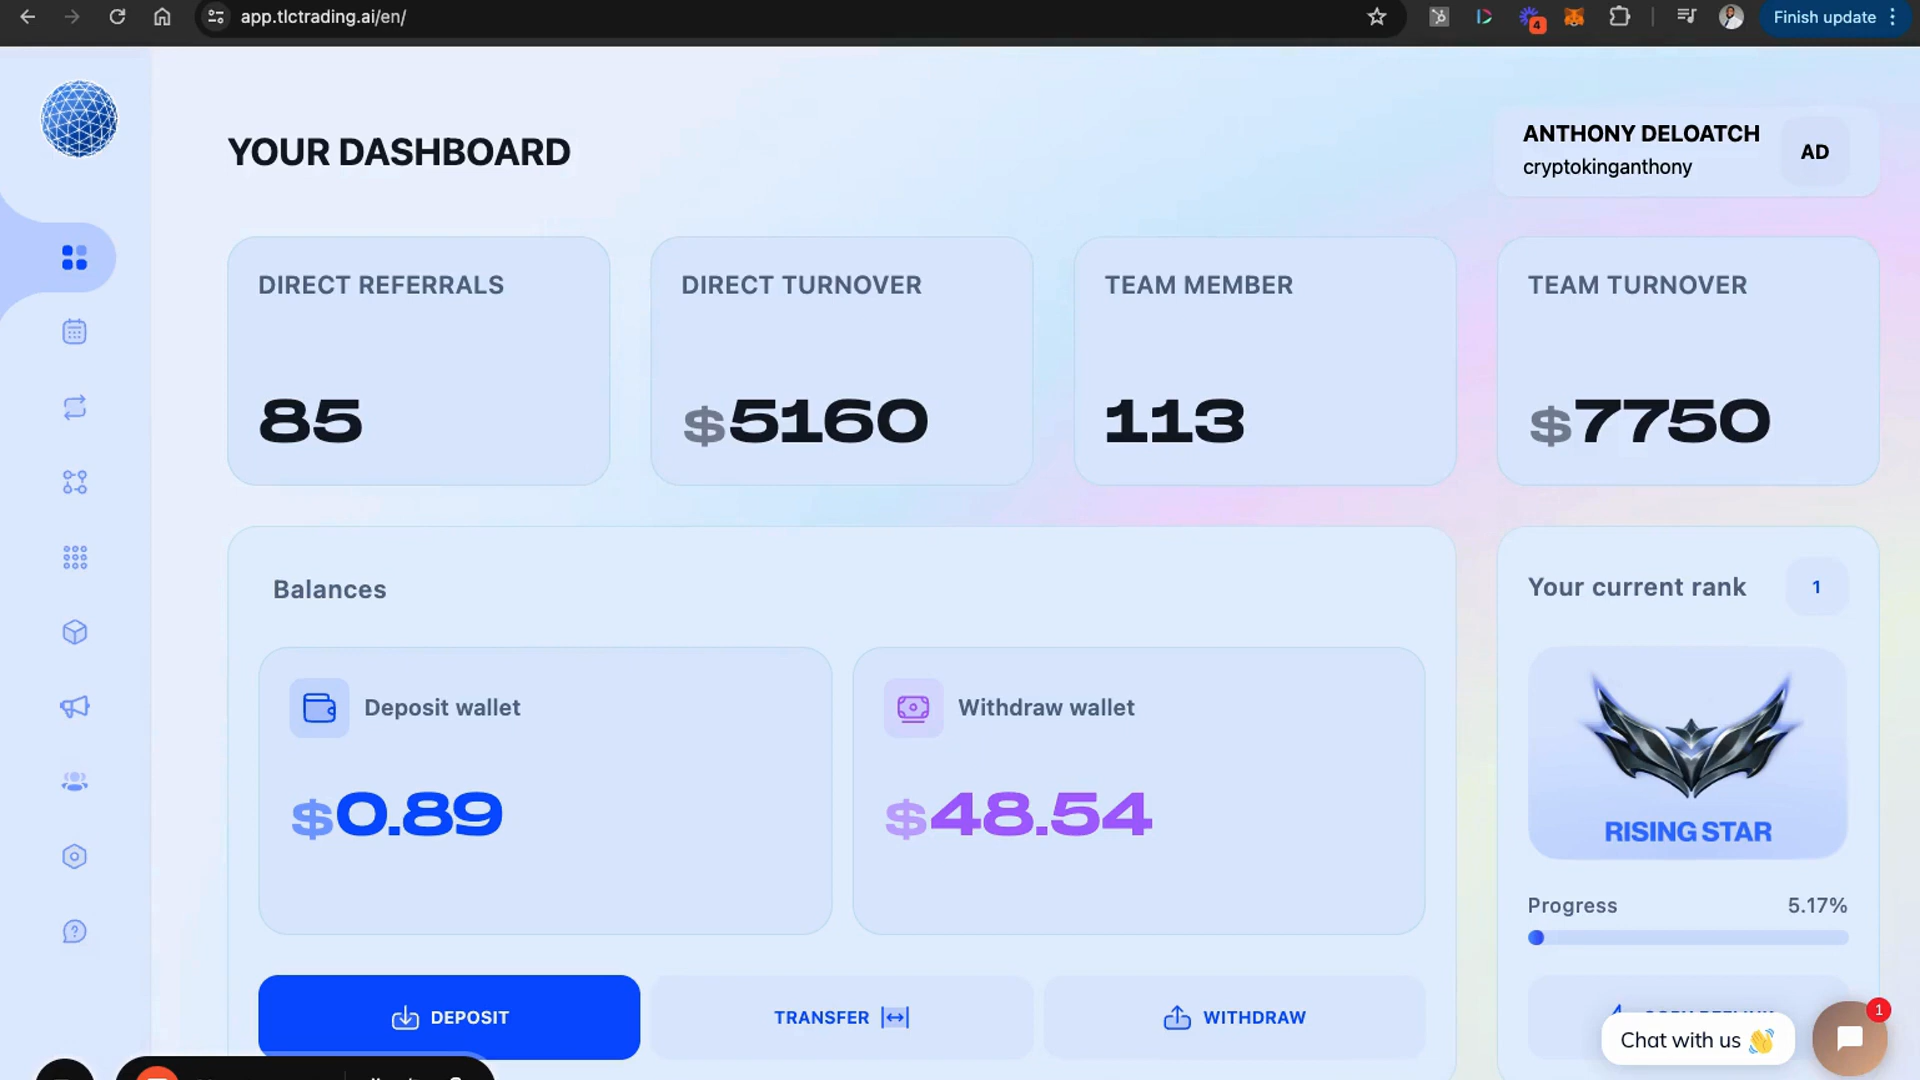 app.tlctrading.ai/en/
4
Finish update
YOUR DASHBOARD
ANTHONY DELOATCH
cryptokinganthony
AD
DIRECT REFERRALS
85
DIRECT TURNOVER
$5160
TEAM MEMBER
113
TEAM TURNOVER
$7750
Balances
Deposit wallet
$0.89
Withdraw wallet
$48.54
DEPOSIT
TRANSFER
WITHDRAW
Your current rank
1
RISING STAR
Progress
5.17%
Chat with us 👋
1